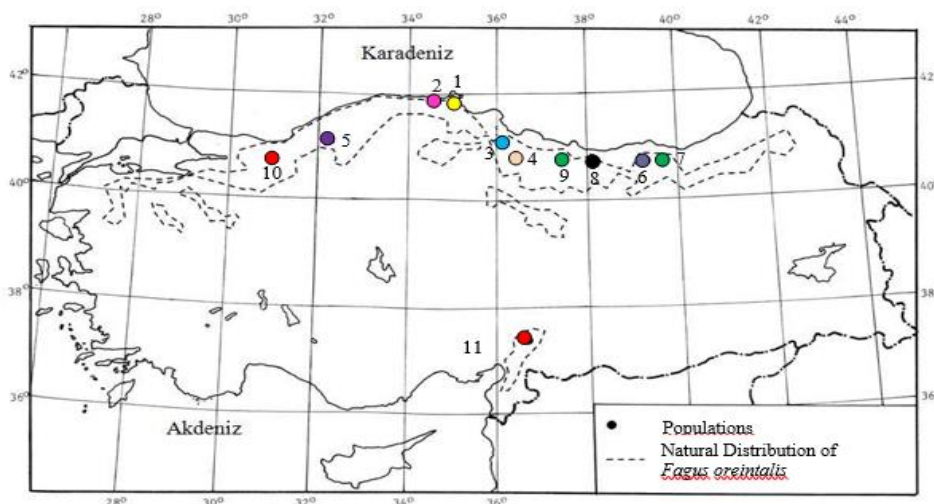 28° 30° 32° 34° 36° 38° 40° 42° 44°
Karadeniz
42° 42°
2 1
5 3 4
10 9 8 6 7
40° 40°
38° 38°
11
36° 36
Akdeniz
Populations
Natural Distribution of
Fagus oreintalis
28° 30° 32° 34° 36°